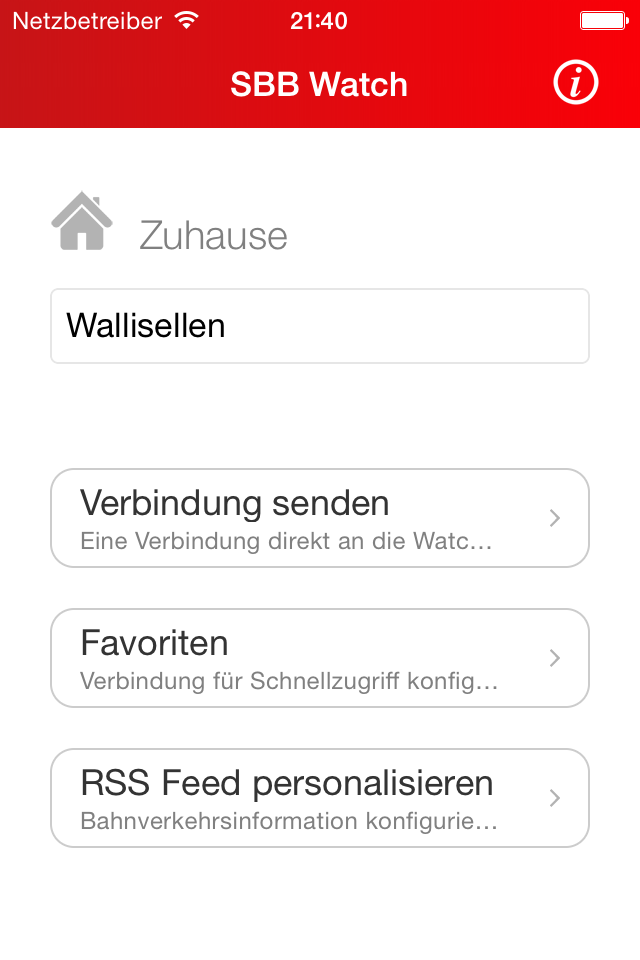 Netzbetreiber 21:40
SBB Watch
Zuhause
Wallisellen
Verbindung senden
Eine Verbindung direkt an die Watc...
Favoriten
Verbindung für Schnellzugriff konfig...
RSS Feed personalisieren
Bahnverkehrsinformation konfigurie...